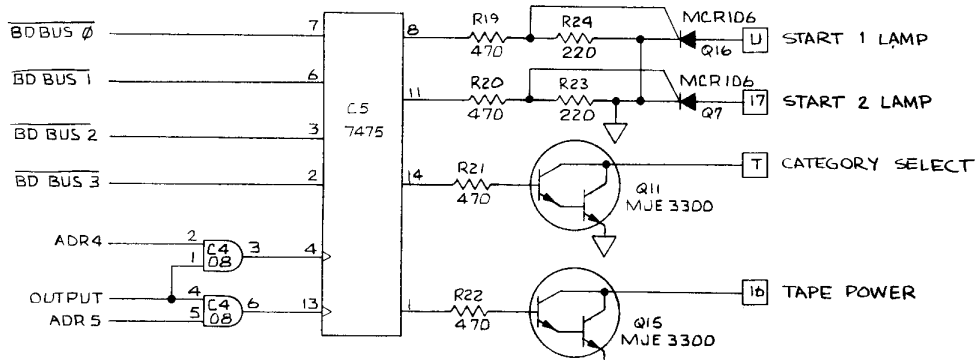 BD BUS 0 7 8 R19 470 R24 220 MCR106 Q16 U START 1 LAMP
BD BUS 1 6 11 R20 470 R23 220 MCR106 Q7 17 START 2 LAMP
C5
7475
BD BUS 2 3
BD BUS 3 2 14 R21 470 Q11 MJE 3300 T CATEGORY SELECT
ADR4 2 1 C4 08 3 4
OUTPUT 4
ADR5 5 C4 08 6 13 1 R22 470 Q15 MJE 3300 16 TAPE POWER